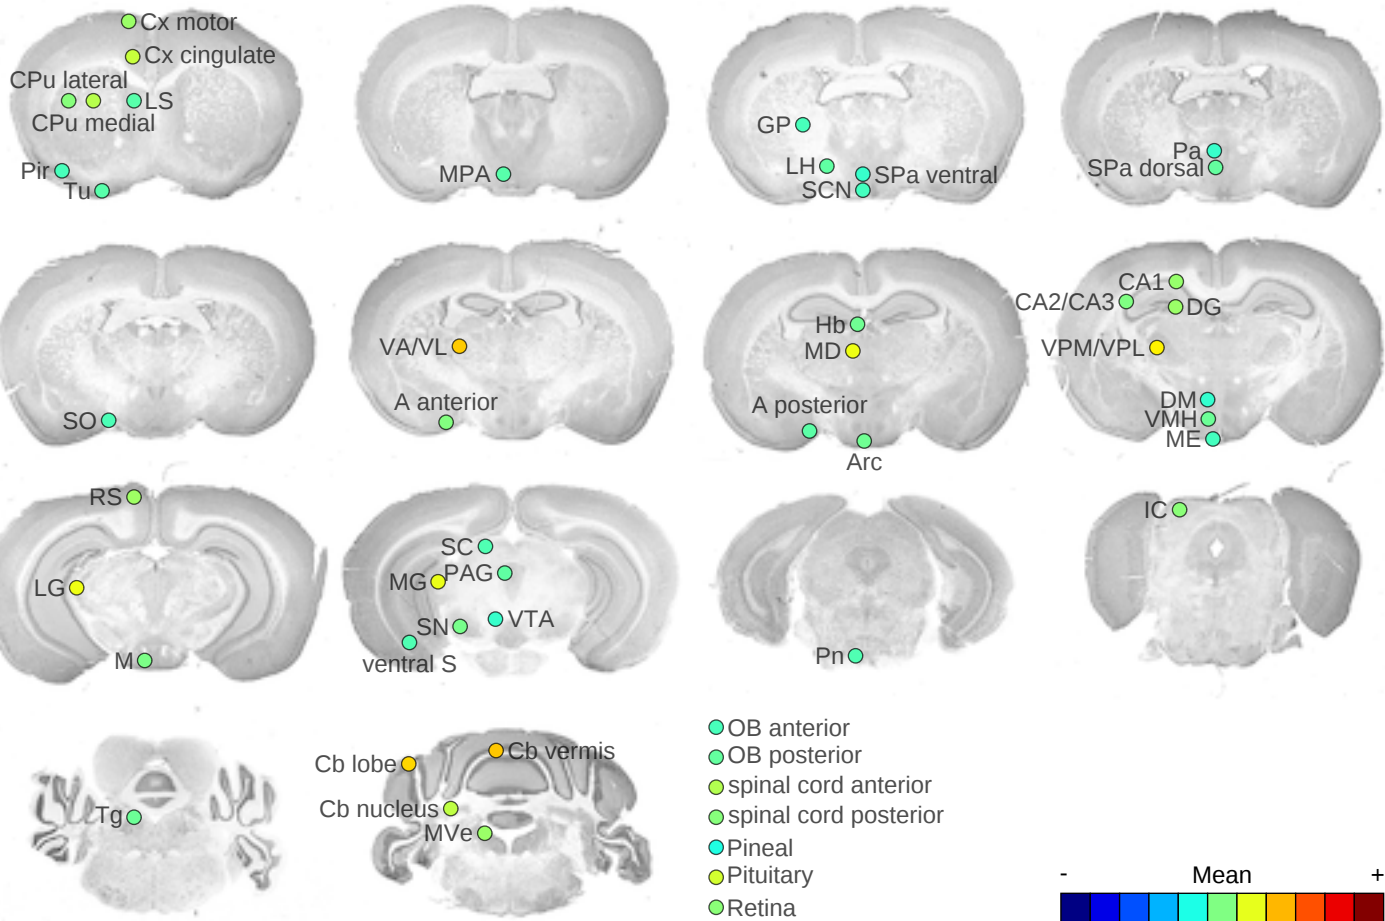 Cx motor
Cx cingulate
CPu lateral
LS
CPu medial
Pir
Tu
MPA
GP
LH
SPa ventral
SCN
Pa
SPa dorsal
SO
VA/VL
A anterior
Hb
MD
A posterior
Arc
CA1
CA2/CA3
DG
VPM/VPL
DM
VMH
ME
RS
LG
M
SC
PAG
MG
VTA
SN
ventral S
Pn
IC
Tg
Cb vermis
Cb lobe
Cb nucleus
MVe
OB anterior
OB posterior
spinal cord anterior
spinal cord posterior
Pineal
Pituitary
Retina
- Mean +